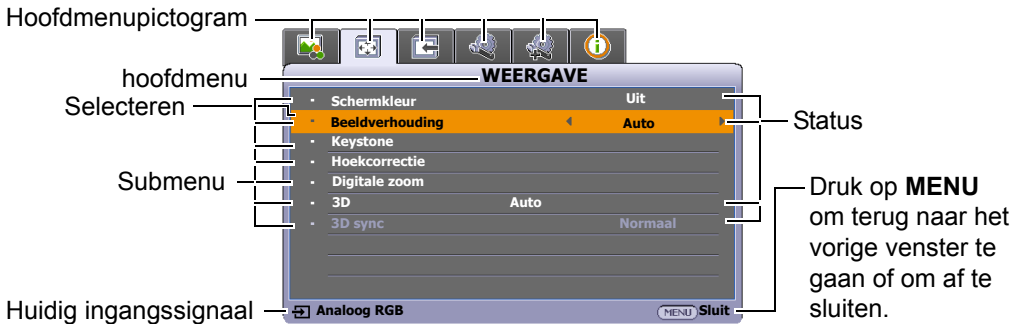 Hoofdmenupictogram
hoofdmenu
WEERGAVE
Selecteren
Schermkleur Uit
Beeldverhouding Auto
Status
Keystone
Hoekcorrectie
Submenu
Digitale zoom
3D Auto
3D sync Normaal
Druk op MENU
om terug naar het
vorige venster te
gaan of om af te
sluiten.
Huidig ingangssignaal
Analoog RGB
MENU Sluit